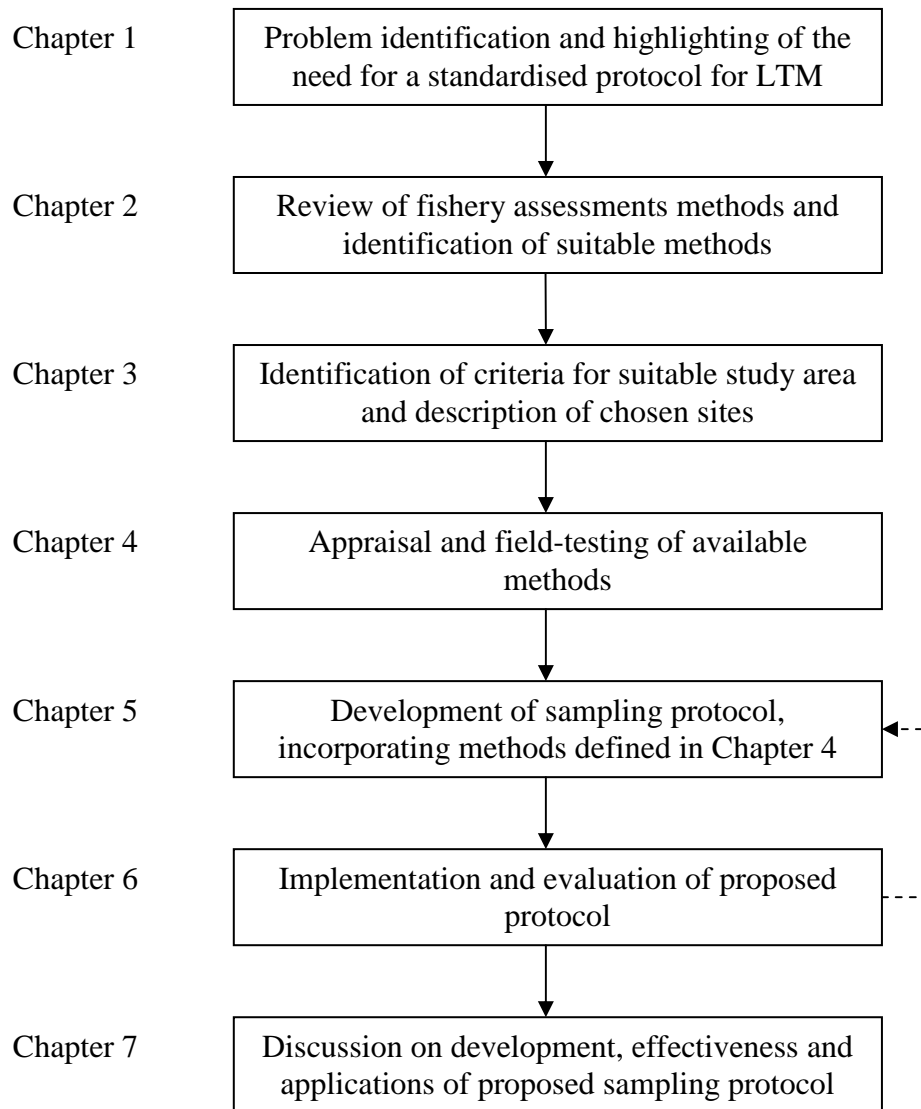 Chapter 1
Problem identification and highlighting of the
need for a standardised protocol for LTM
Chapter 2
Review of fishery assessments methods and
identification of suitable methods
Chapter 3
Identification of criteria for suitable study area
and description of chosen sites
Chapter 4
Appraisal and field-testing of available
methods
Chapter 5
Development of sampling protocol,
incorporating methods defined in Chapter 4
Chapter 6
Implementation and evaluation of proposed
protocol
Chapter 7
Discussion on development, effectiveness and
applications of proposed sampling protocol